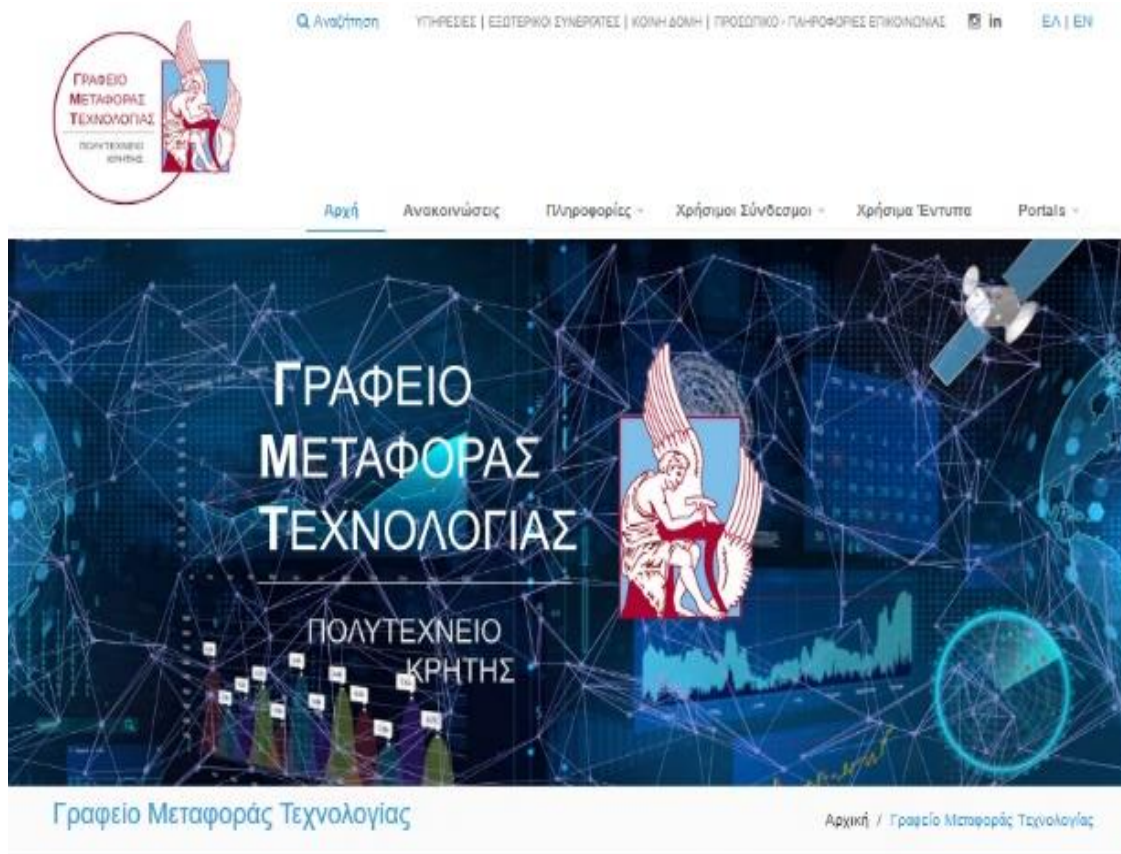 Αναζήτηση ΥΠΗΡΕΣΙΕΣ | ΕΞΩΤΕΡΙΚΟΙ ΣΥΝΕΡΓΑΤΕΣ | ΚΟΙΝΗ ΔΟΜΗ | ΠΡΟΣΩΠΙΚΟ - ΠΛΗΡΟΦΟΡΙΕΣ ΕΠΙΚΟΙΝΩΝΙΑΣ in ΕΛ | EN
ΓΡΑΦΕΙΟ
ΜΕΤΑΦΟΡΑΣ
ΤΕΧΝΟΛΟΓΙΑΣ
ΠΟΛΥΤΕΧΝΕΙΟ
ΚΡΗΤΗΣ
Αρχή Ανακοινώσεις Πληροφορίες Χρήσιμοι Σύνδεσμοι Χρήσιμα Έντυπα Portals
ΓΡΑΦΕΙΟ
ΜΕΤΑΦΟΡΑΣ
ΤΕΧΝΟΛΟΓΙΑΣ
ΠΟΛΥΤΕΧΝΕΙΟ
ΚΡΗΤΗΣ
Γραφείο Μεταφοράς Τεχνολογίας Αρχική / Γραφείο Μεταφοράς Τεχνολογίας